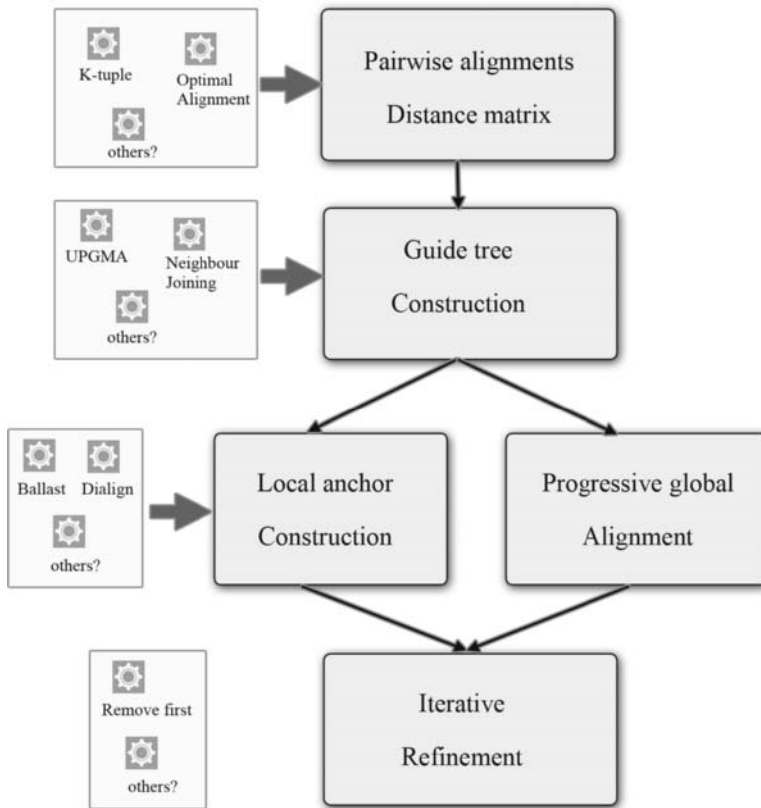 K-tuple
Optimal
Alignment
others?
Pairwise alignments
Distance matrix
UPGMA
Neighbour
Joining
others?
Guide tree
Construction
Ballast
Dialign
others?
Local anchor
Construction
Progressive global
Alignment
Remove first
others?
Iterative
Refinement